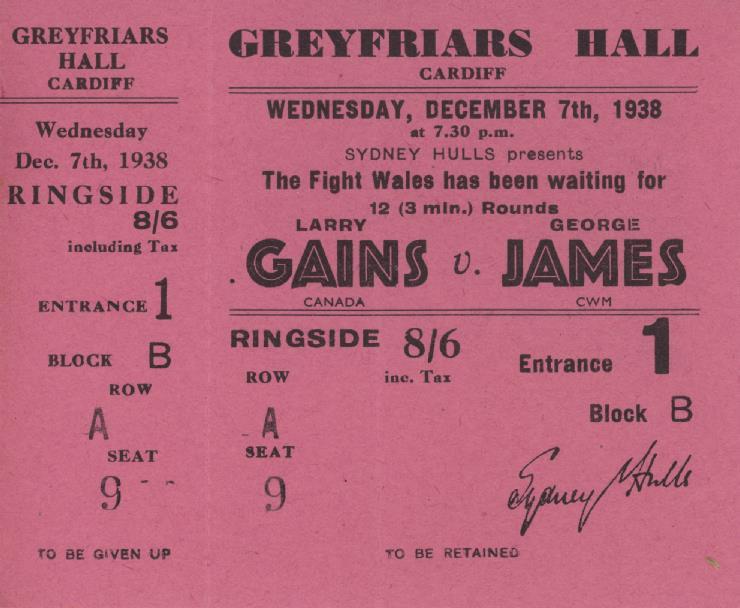 GREYFRIARS
HALL
CARDIFF
Wednesday
Dec. 7th, 1938
RINGSIDE
8/6
including Tax
ENTRANCE 1
BLOCK B
ROW
A
SEAT
9
TO BE GIVEN UP
GREYFRIARS HALL
CARDIFF
WEDNESDAY, DECEMBER 7th, 1938
at 7.30 p.m.
SYDNEY HULLS presents
The Fight Wales has been waiting for
12 (3 min.) Rounds
LARRY GEORGE
GAINS v. JAMES
CANADA CWM
RINGSIDE 8/6
inc. Tax
Entrance 1
ROW
Block B
A
SEAT
9
Sydney Hulls
TO BE RETAINED